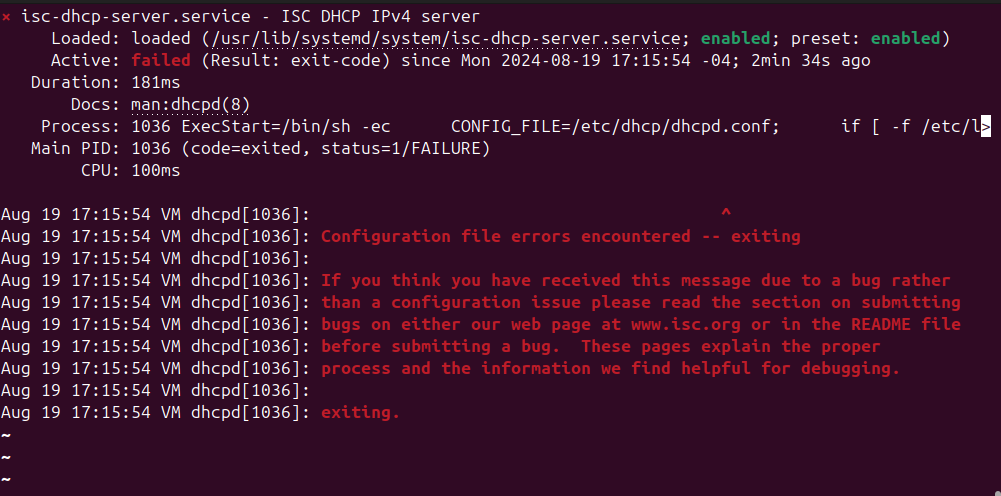 × isc-dhcp-server.service - ISC DHCP IPv4 server
     Loaded: loaded (/usr/lib/systemd/system/isc-dhcp-server.service; enabled; preset: enabled)
     Active: failed (Result: exit-code) since Mon 2024-08-19 17:15:54 -04; 2min 34s ago
   Duration: 181ms
       Docs: man:dhcpd(8)
    Process: 1036 ExecStart=/bin/sh -ec      CONFIG_FILE=/etc/dhcp/dhcpd.conf;      if [ -f /etc/l>
   Main PID: 1036 (code=exited, status=1/FAILURE)
        CPU: 100ms

Aug 19 17:15:54 VM dhcpd[1036]:                                         ^
Aug 19 17:15:54 VM dhcpd[1036]: Configuration file errors encountered -- exiting
Aug 19 17:15:54 VM dhcpd[1036]:
Aug 19 17:15:54 VM dhcpd[1036]: If you think you have received this message due to a bug rather
Aug 19 17:15:54 VM dhcpd[1036]: than a configuration issue please read the section on submitting
Aug 19 17:15:54 VM dhcpd[1036]: bugs on either our web page at www.isc.org or in the README file
Aug 19 17:15:54 VM dhcpd[1036]: before submitting a bug.  These pages explain the proper
Aug 19 17:15:54 VM dhcpd[1036]: process and the information we find helpful for debugging.
Aug 19 17:15:54 VM dhcpd[1036]:
Aug 19 17:15:54 VM dhcpd[1036]: exiting.
~
~
~